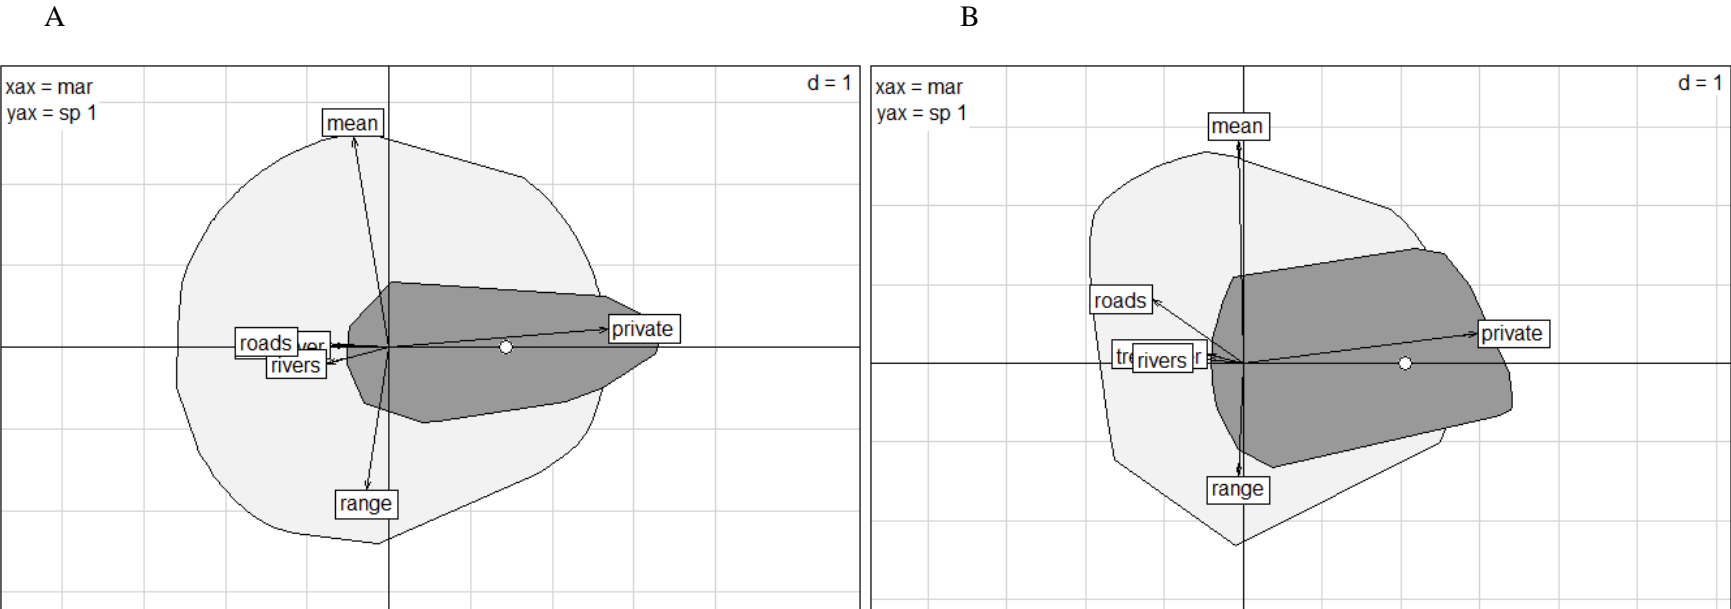 A
B
xax = mar
yax = sp 1
d = 1
mean
roads
rivers
private
range
xax = mar
yax = sp 1
d = 1
mean
roads
rivers
private
range